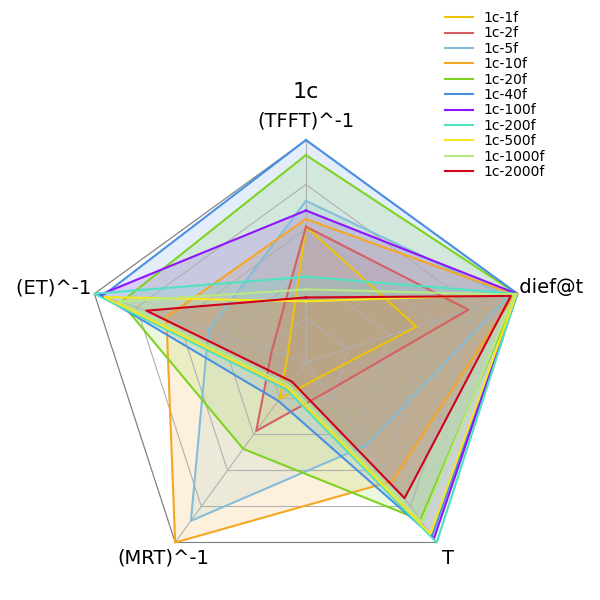 1c-1f
1c-2f
1c-5f
1c-10f
1c-20f
1c-40f
1c-100f
1c-200f
1c-500f
1c-1000f
1c-2000f
1c
(TFFT)^-1
(ET)^-1
dief@t
(MRT)^-1
T